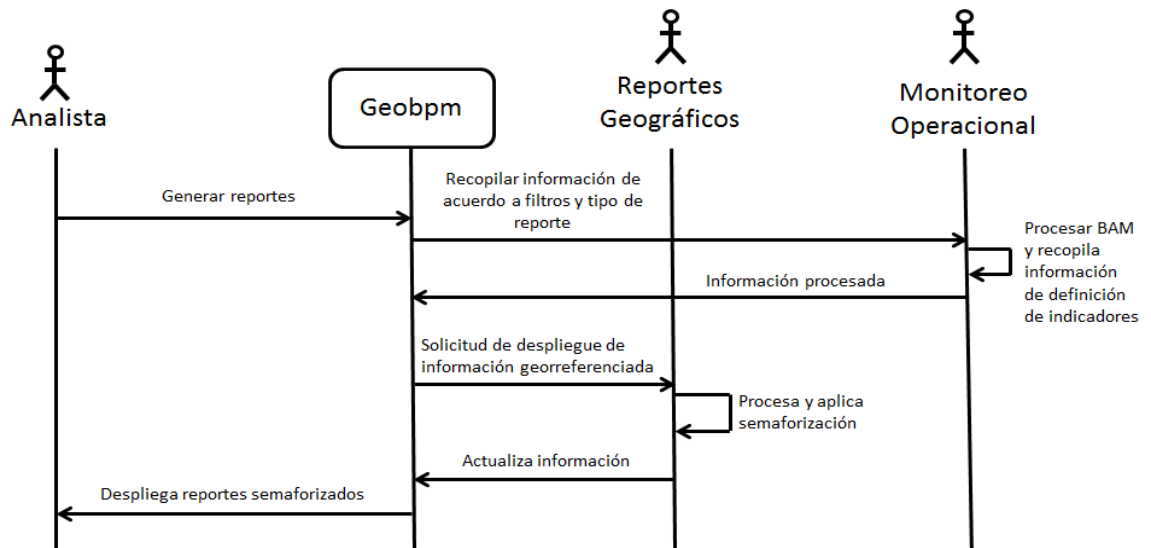 Analista
Geobpm
Reportes
Geográficos
Monitoreo
Operacional
Generar reportes
Recopilar información de
acuerdo a filtros y tipo de
reporte
Procesar BAM
y recopila
información
de definición
de indicadores
Información procesada
Solicitud de despliegue de
información georreferenciada
Procesa y aplica
semaforización
Actualiza información
Despliega reportes semaforizados